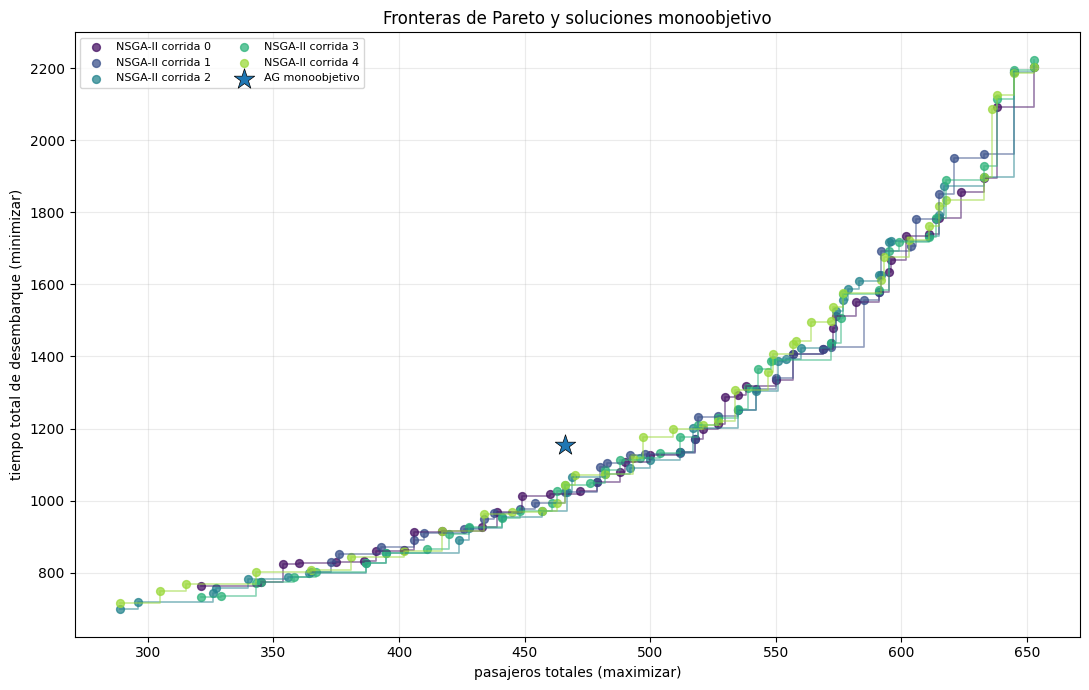 Fronteras de Pareto y soluciones monoobjetivo
NSGA-II corrida 0
NSGA-II corrida 1
NSGA-II corrida 2
NSGA-II corrida 3
NSGA-II corrida 4
AG monoobjetivo
tiempo total de desembarque (minimizar)
2200
2000
1800
1600
1400
1200
1000
800
300 350 400 450 500 550 600 650
pasajeros totales (maximizar)